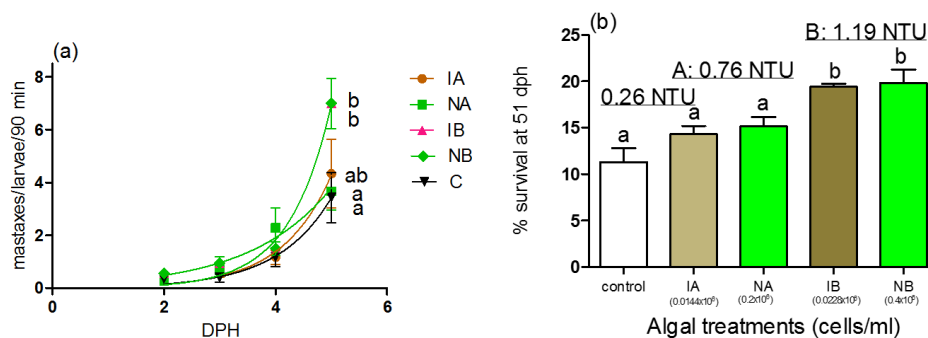 (a)
mastaxes/larvae/90 min
8
6
4
2
0
0
2
4
6
DPH
b
b
ab
a
a
IA
NA
IB
NB
C
(b)
% survival at 51 dph
25
20
15
10
5
0
0.26 NTU
A: 0.76 NTU
B: 1.19 NTU
a
a
a
b
b
control
IA
NA
IB
NB
(0.0144x10⁶)
(0.2x10⁶)
(0.0228x10⁶)
(0.4x10⁶)
Algal treatments (cells/ml)